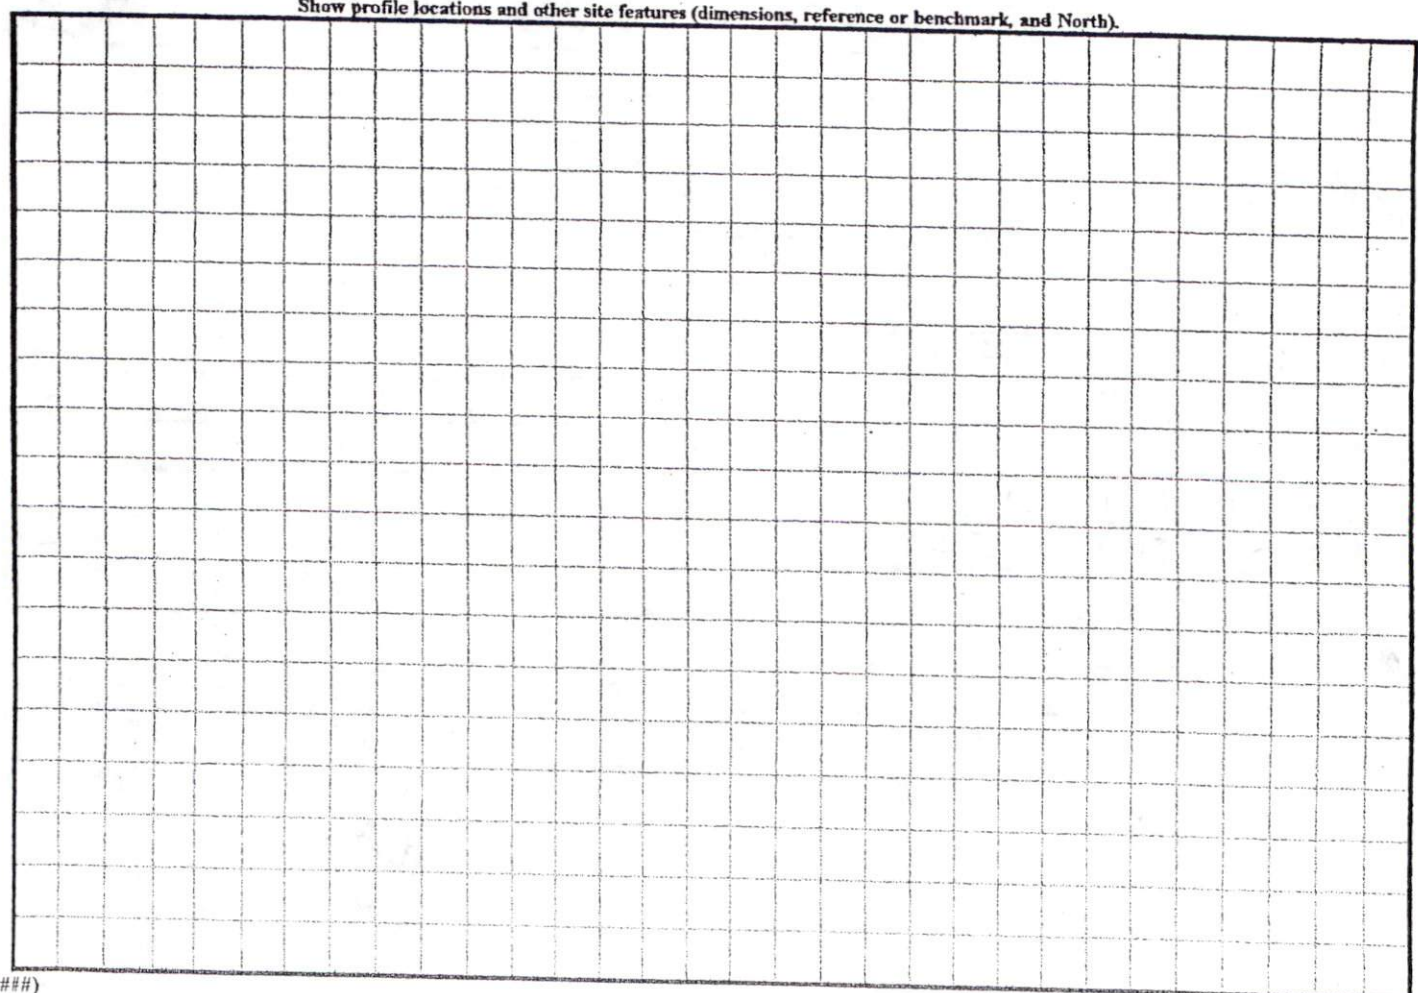 Show profile locations and other site features (dimensions, reference or benchmark, and North).
###)